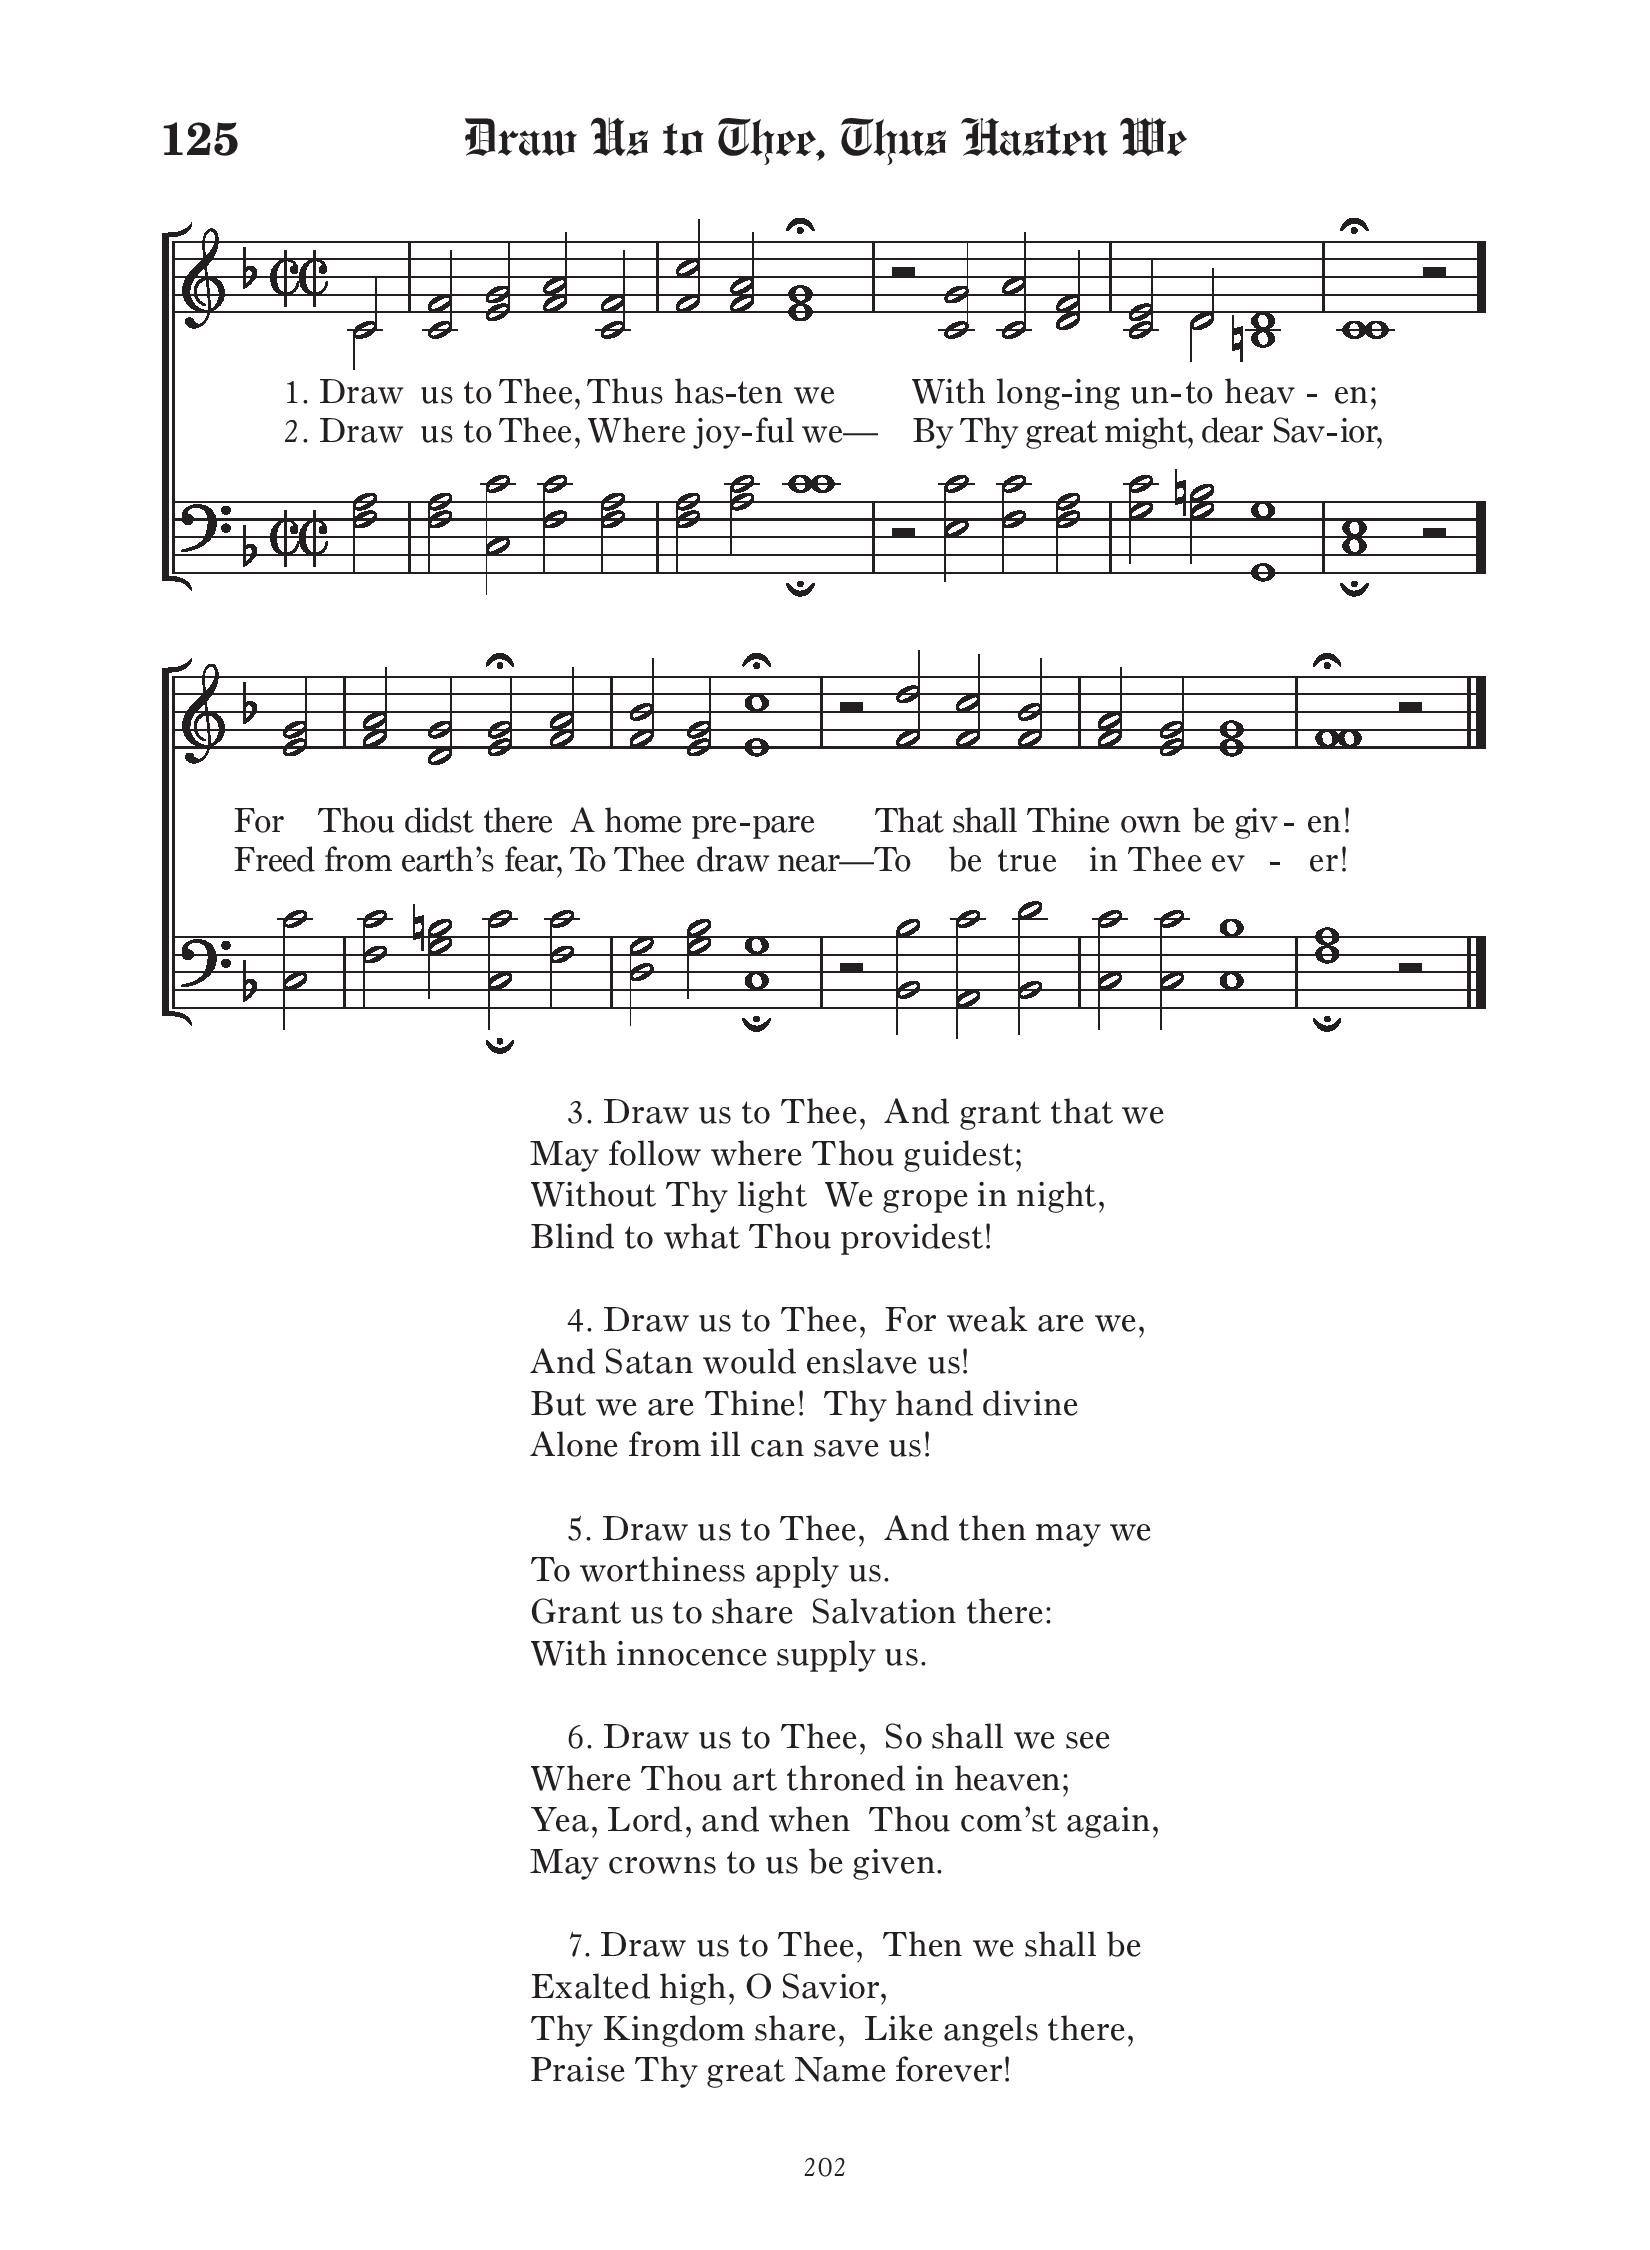 125 Draw Us to Thee, Thus Hasten We
1. Draw us to Thee, Thus has-ten we With long-ing un-to heav - en;
2. Draw us to Thee, Where joy-ful we— By Thy great might, dear Sav-ior,
For Thou didst there A home pre-pare That shall Thine own be giv - en!
Freed from earth's fear, To Thee draw near—To be true in Thee ev - er!
3. Draw us to Thee, And grant that we
May follow where Thou guidest;
Without Thy light We grope in night,
Blind to what Thou providest!
4. Draw us to Thee, For weak are we,
And Satan would enslave us!
But we are Thine! Thy hand divine
Alone from ill can save us!
5. Draw us to Thee, And then may we
To worthiness apply us.
Grant us to share Salvation there:
With innocence supply us.
6. Draw us to Thee, So shall we see
Where Thou art throned in heaven;
Yea, Lord, and when Thou com'st again,
May crowns to us be given.
7. Draw us to Thee, Then we shall be
Exalted high, O Savior,
Thy Kingdom share, Like angels there,
Praise Thy great Name forever!
202